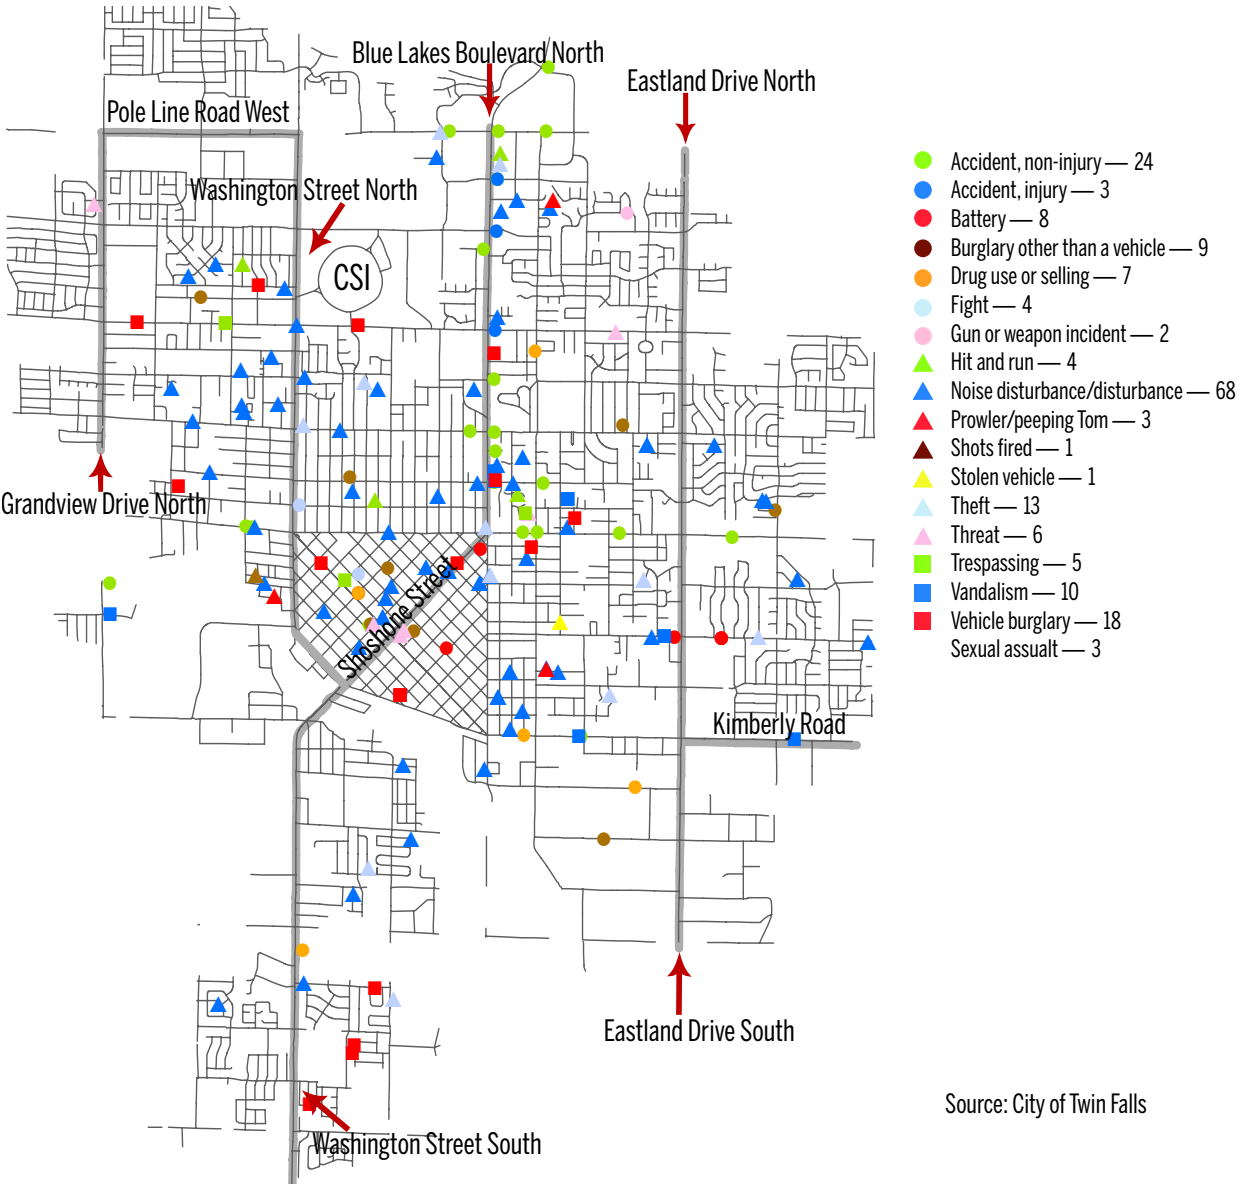 Blue Lakes Boulevard North
Eastland Drive North
Pole Line Road West
Washington Street North
CSI
Grandview Drive North
Shoshone Street
Kimberly Road
Eastland Drive South
Washington Street South
Accident, non-injury — 24
Accident, injury — 3
Battery — 8
Burglary other than a vehicle — 9
Drug use or selling — 7
Fight — 4
Gun or weapon incident — 2
Hit and run — 4
Noise disturbance/disturbance — 68
Prowler/peeping Tom — 3
Shots fired — 1
Stolen vehicle — 1
Theft — 13
Threat — 6
Trespassing — 5
Vandalism — 10
Vehicle burglary — 18
Sexual assualt — 3
Source: City of Twin Falls